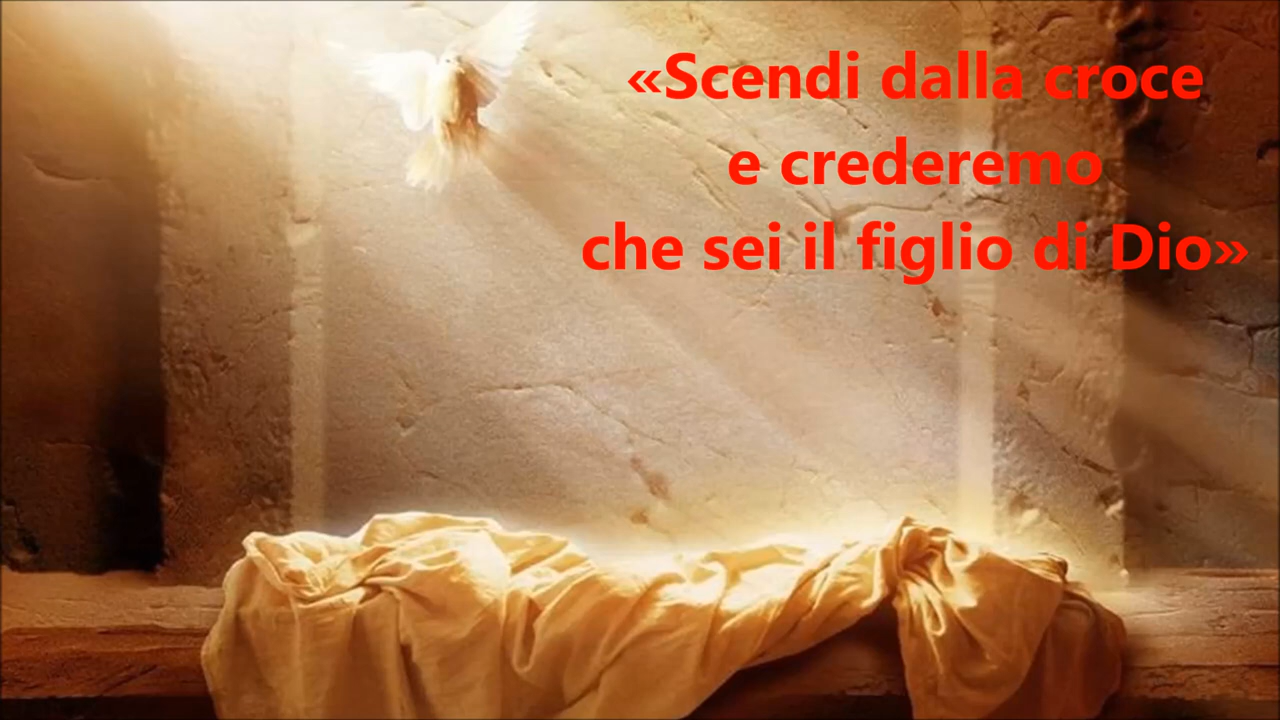 «Scendi dalla croce
e crederemo
che sei il figlio di Dio»